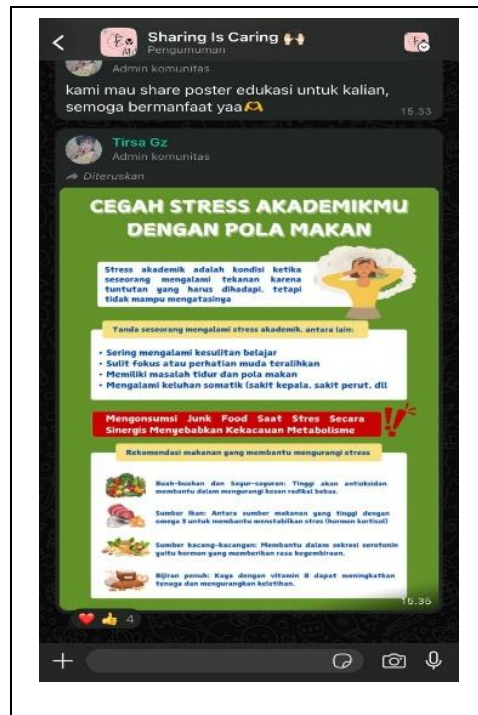 Sharing Is Caring 🙌🏻
Pengumuman
Admin komunitas
kami mau share poster edukasi untuk kalian,
semoga bermanfaat yaa🫶
15.33
Tirsa Gz
Admin komunitas
Diteruskan
CEGAH STRESS AKADEMIKMU
DENGAN POLA MAKAN
Stress akademik adalah kondisi ketika
seseorang mengalami tekanan karena
tuntutan yang harus dihadapi, tetapi
tidak mampu mengatasinya
Tanda seseorang mengalami stress akademik, antara lain:
• Sering mengalami kesulitan belajar
• Sulit fokus atau perhatian muda teralihkan
• Memiliki masalah tidur dan pola makan
• Mengalami keluhan somatik (sakit kepala, sakit perut, dll
Mengonsumsi Junk Food Saat Stres Secara
Sinergis Menyebabkan Kekacauan Metabolisme
Rekomendasi makanan yang membantu mengurangi stress
Buah-buahan dan Sayur-sayuran: Tinggi akan antioksidan
membantu dalam mengurangi kesan radikal bebas.
Sumber Ikan: Antara sumber makanan yang tinggi dengan
omega 3 untuk membantu menstabilkan stres (hormon kortisol)
Sumber kacang-kacangan: Membantu dalam sekresi serotonin
yaitu hormon yang memberikan rasa kegembiraan.
Bijiran penuh: Kaya dengan vitamin B dapat meningkatkan
tenaga dan mengurangkan keletihan.
15.35
❤️ 👍 4